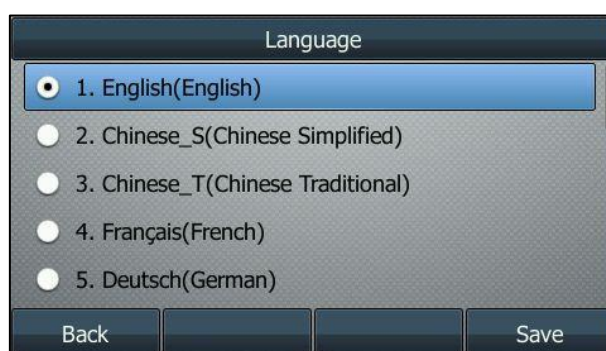 Language
1. English(English)
2. Chinese_S(Chinese Simplified)
3. Chinese_T(Chinese Traditional)
4. Français(French)
5. Deutsch(German)
Back Save